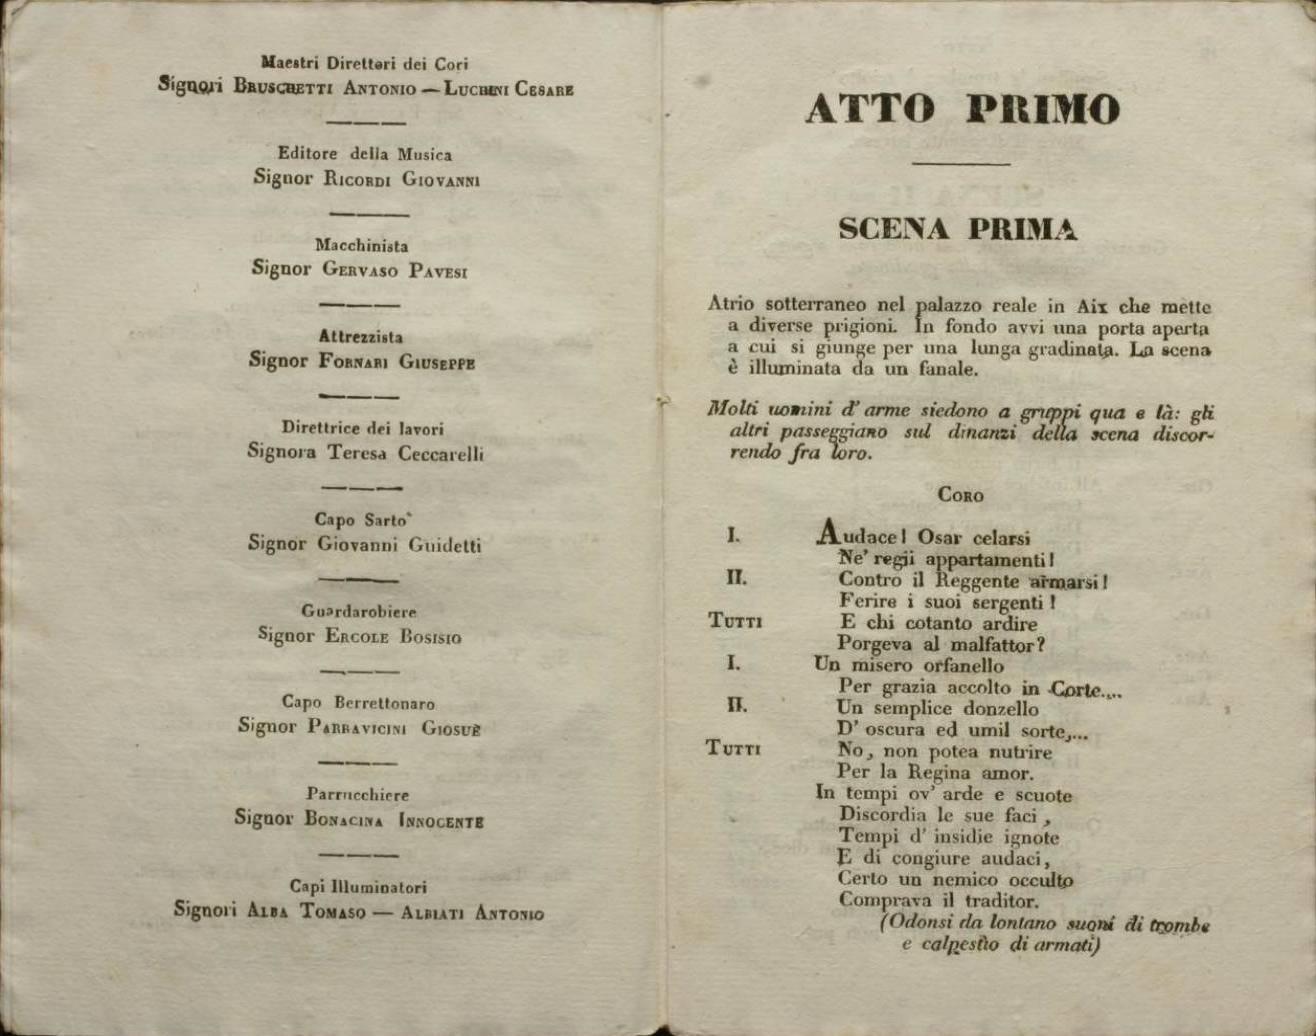 Maestri Direttori dei Cori
Signori BRUSCHETTI ANTONIO — LUCHINI CESARE
Editore della Musica
Signor RICORDI GIOVANNI
Macchinista
Signor GERVASO PAVESI
Attrezzista
Signor FORNARI GIUSEPPE
Direttrice dei lavori
Signora Teresa Ceccarelli
Capo Sarto
Signor Giovanni Guidetti
Guardarobiere
Signor ERCOLE BOSISIO
Capo Berrettonaro
Signor PARRAVICINI GIOSUÈ
Parrucchiere
Signor BONACINA INNOCENTE
Capi Illuminatori
Signori ALBA TOMASO — ALBIATI ANTONIO
ATTO PRIMO
SCENA PRIMA
Atrio sotterraneo nel palazzo reale in Aix che mette
a diverse prigioni. In fondo avvi una porta aperta
a cui si giunge per una lunga gradinata. La scena
è illuminata da un fanale.
Molti uomini d' arme siedono a gruppi qua e là: gli
altri passeggiano sul dinanzi della scena discor-
rendo fra loro.
CORO
I. Audace! Osar celarsi
Ne' regii appartamenti!
II. Contro il Reggente armarsi!
Ferire i suoi sergenti!
TUTTI E chi cotanto ardire
Porgeva al malfattor?
I. Un misero orfanello
Per grazia accolto in Corte....
II. Un semplice donzello
D' oscura ed umil sorte,...
TUTTI No, non potea nutrire
Per la Regina amor.
In tempi ov' arde e scuote
Discordia le sue faci,
Tempi d' insidie ignote
E di congiure audaci,
Certo un nemico occulto
Comprava il traditor.
(Odonsi da lontano suoni di trombe
e calpestìo di armati)